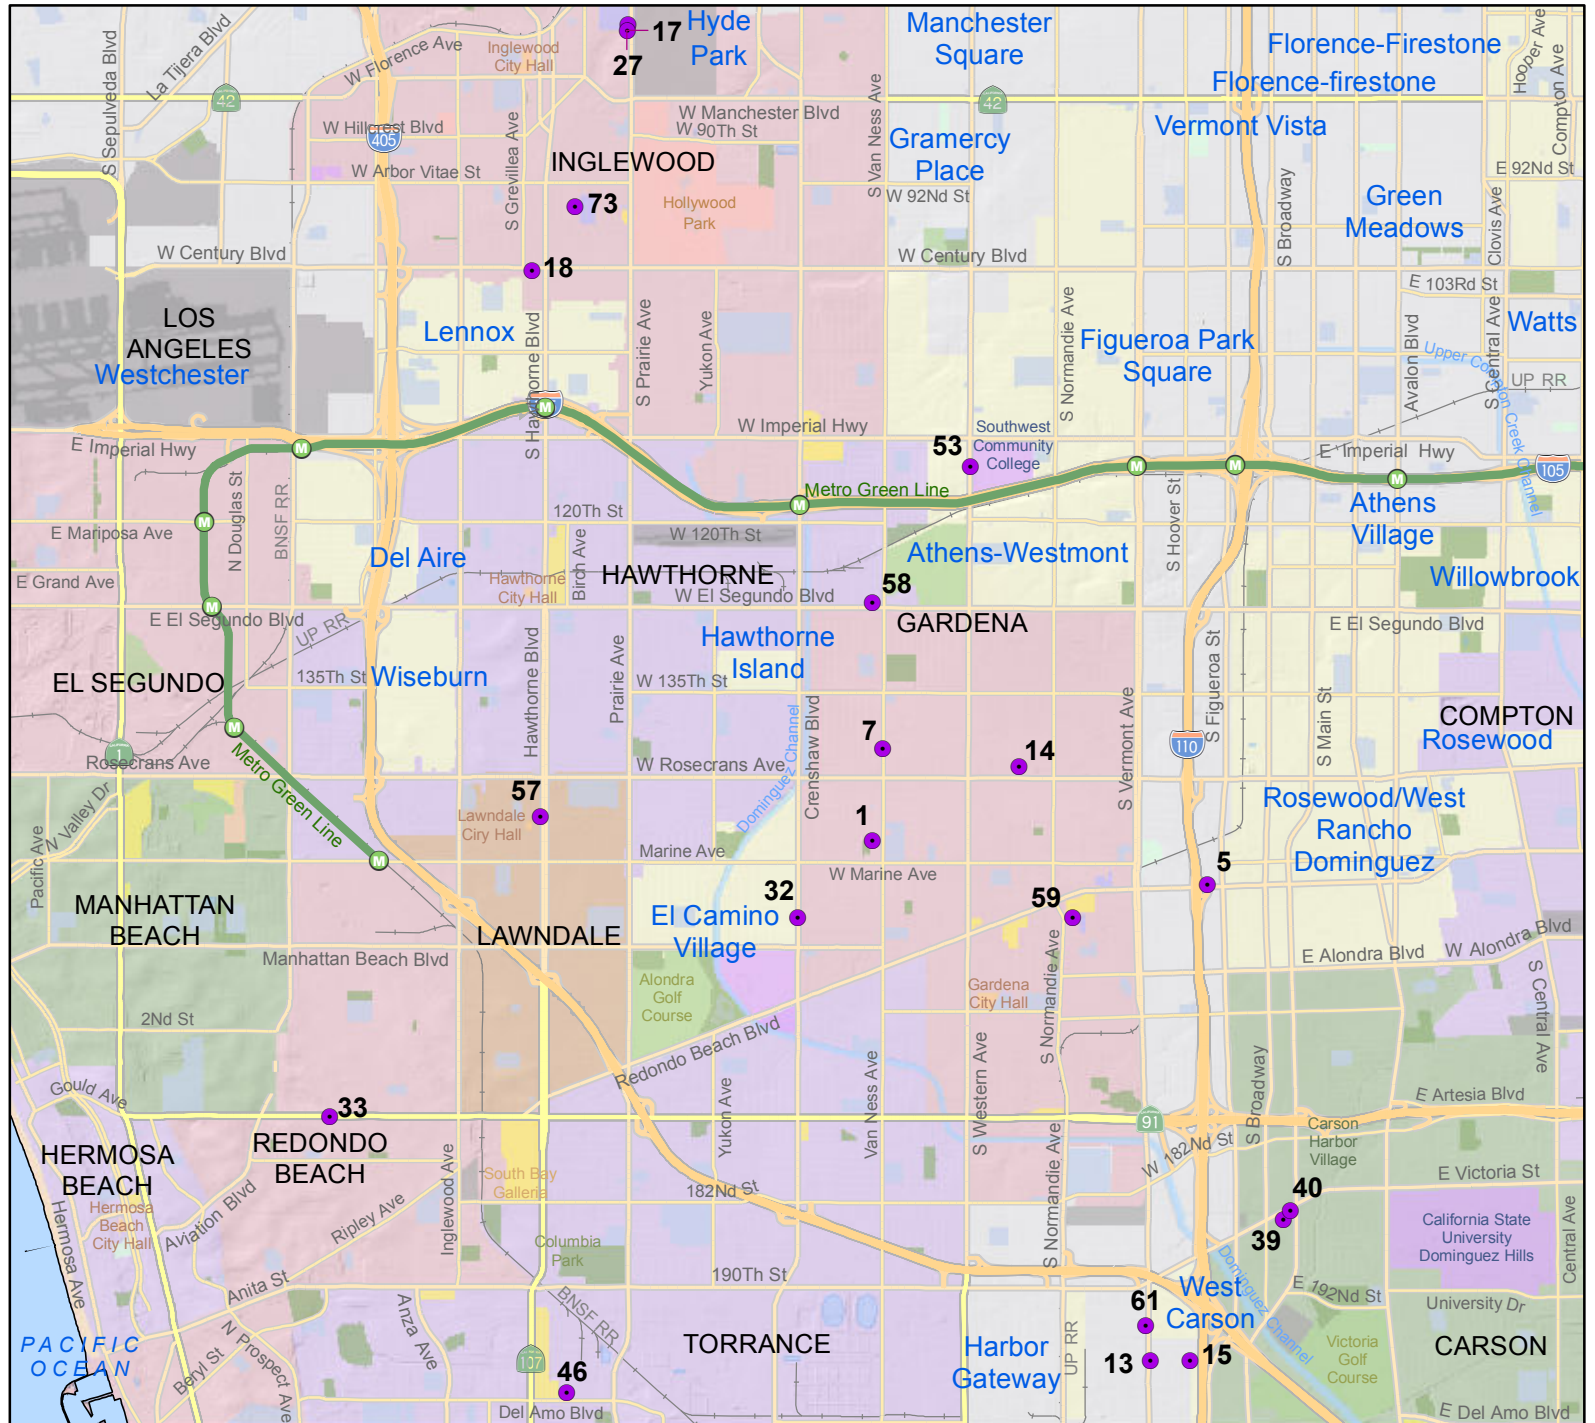 S Sepulveda Blvd
La Tijera Blvd
W Florence Ave
Inglewood
City Hall
17
27
Hyde
Park
Manchester
Square
Florence-Firestone
Florence-firestone
Hooper Ave
Compton Ave
42
42
405
W Hillcrest Blvd
W Manchester Blvd
W 90Th St
Vermont Vista
S Van Ness Ave
Gramercy
Place
W Arbor Vitae St
S Grevillea Ave
INGLEWOOD
73
Hollywood
Park
W 92Nd St
E 92Nd St
S Broadway
Green
Meadows
Clovis Ave
W Century Blvd
W Century Blvd
18
E 103Rd St
LOS
ANGELES
Westchester
Lennox
S Hawthorne Blvd
S Prairie Ave
Yukon Ave
S Normandie Ave
Figueroa Park
Square
Avalon Blvd
S Central Ave
Watts
Upper Compton Creek Channel
UP RR
E Imperial Hwy
W Imperial Hwy
53
Southwest
Community
College
E Imperial Hwy
105
M
M
M
M
M
M
M
M
M
M
Metro Green Line
N Douglas St
BNSF RR
E Mariposa Ave
120Th St
W 120Th St
S Hoover St
Athens
Village
E Grand Ave
Del Aire
Hawthorne
City Hall
Birch Ave
HAWTHORNE
W El Segundo Blvd
58
GARDENA
Athens-Westmont
Willowbrook
E El Segundo Blvd
UP RR
E El Segundo Blvd
Hawthorne
Island
EL SEGUNDO
135Th St
Wiseburn
Hawthorne Blvd
Prairie Ave
W 135Th St
S Figueroa St
S Main St
COMPTON
Rosewood
1
Rosecrans Ave
Metro Green Line
W Rosecrans Ave
Dominguez Channel
Crenshaw Blvd
7
14
S Vermont Ave
110
N Valley Dr
Pacific Ave
57
Lawndale
Ciry Hall
1
Rosewood/West
Rancho
Dominguez
Marine Ave
W Marine Ave
5
MANHATTAN
BEACH
LAWNDALE
32
El Camino
Village
59
Manhattan Beach Blvd
E Alondra Blvd
W Alondra Blvd
Alondra
Golf
Course
Gardena
City Hall
S Normandie Ave
S Central Ave
2Nd St
Redondo Beach Blvd
Gould Ave
33
Yukon Ave
Van Ness Ave
S Western Ave
S Broadway
E Artesia Blvd
91
HERMOSA
BEACH
REDONDO
BEACH
W 182Nd St
Carson
Harbor
Village
Inglewood Ave
South Bay
Galleria
182Nd St
S Normandie Ave
E Victoria St
Hermosa
Beach
City Hall
Hermosa Ave
Aviation Blvd
Ripley Ave
40
39
California State
University
Dominguez Hills
Central Ave
Columbia
Park
Anita St
190Th St
Dominguez Channel
West
Carson
E 192Nd St
University Dr
61
PACIFIC
OCEAN
N Prospect Ave
Beryl St
Anza Ave
BNSF RR
107
46
TORRANCE
Harbor
Gateway
UP RR
13
15
Victoria
Golf
Course
CARSON
Del Amo Blvd
E Del Amo Blvd